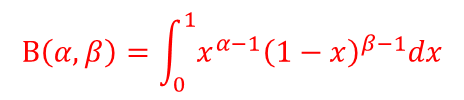 B(α, β) = ∫₀¹ x^{α−1}(1 − x)^{β−1}dx